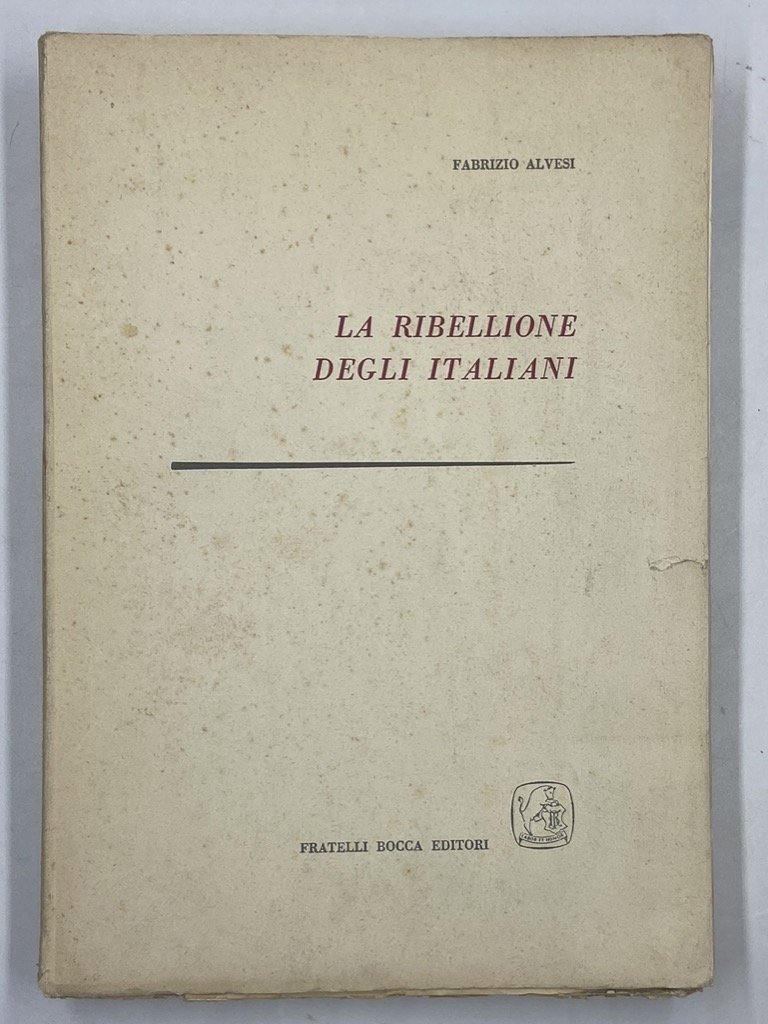 FABRIZIO ALVESI
LA RIBELLIONE
DEGLI ITALIANI
FRATELLI BOCCA EDITORI